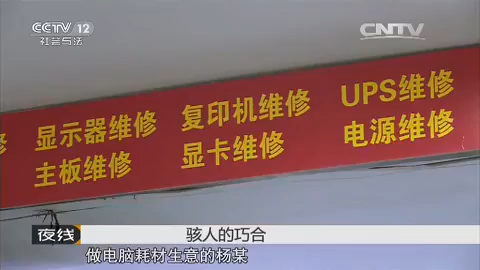 CCTV 12
社会与法
CNTV
显示器维修 复印机维修 UPS维修
主板维修 显卡维修 电源维修
夜线 骇人的巧合
做电脑耗材生意的杨某